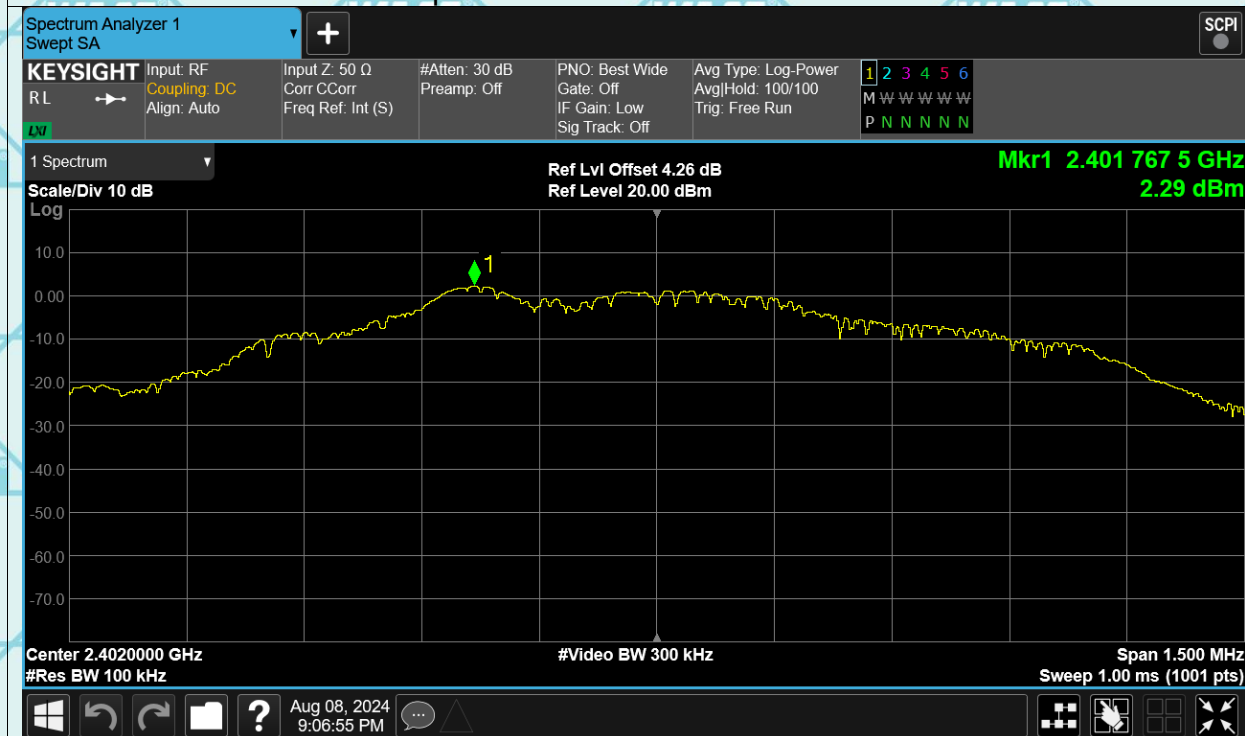 Spectrum Analyzer 1
Swept SA
+
SCPI
KEYSIGHT
RL
LXI
Input: RF
Coupling: DC
Align: Auto
Input Z: 50 Ω
Corr CCorr
Freq Ref: Int (S)
#Atten: 30 dB
Preamp: Off
PNO: Best Wide
Gate: Off
IF Gain: Low
Sig Track: Off
Avg Type: Log-Power
Avg|Hold: 100/100
Trig: Free Run
1 2 3 4 5 6
M W W W W W W
P N N N N N N
1 Spectrum
Scale/Div 10 dB
Log
Ref Lvl Offset 4.26 dB
Ref Level 20.00 dBm
Mkr1 2.401 767 5 GHz
2.29 dBm
1
10.0
0.00
-10.0
-20.0
-30.0
-40.0
-50.0
-60.0
-70.0
Center 2.4020000 GHz
#Res BW 100 kHz
#Video BW 300 kHz
Span 1.500 MHz
Sweep 1.00 ms (1001 pts)
?
Aug 08, 2024
9:06:55 PM